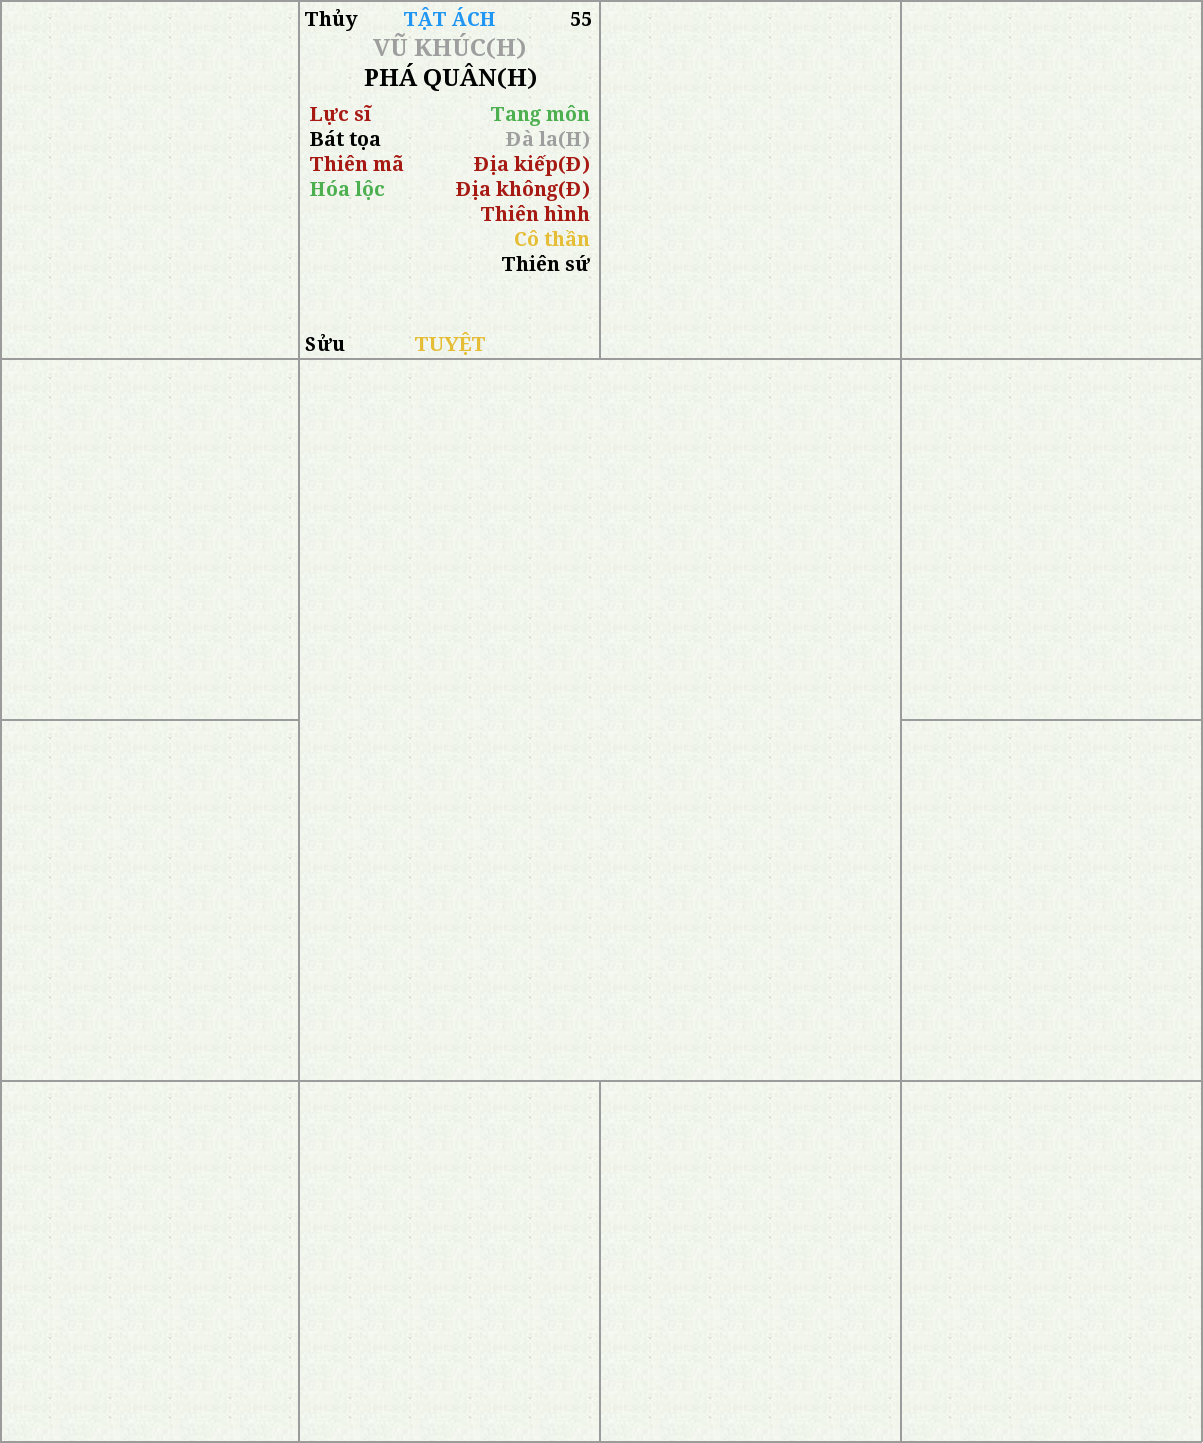 Thủy TẬT ÁCH 55
VŨ KHÚC(H)
PHÁ QUÂN(H)
Lực sĩ Tang môn
Bát tọa Đà la(H)
Thiên mã Địa kiếp(Đ)
Hóa lộc Địa không(Đ)
Thiên hình
Cô thần
Thiên sứ
Sửu TUYỆT